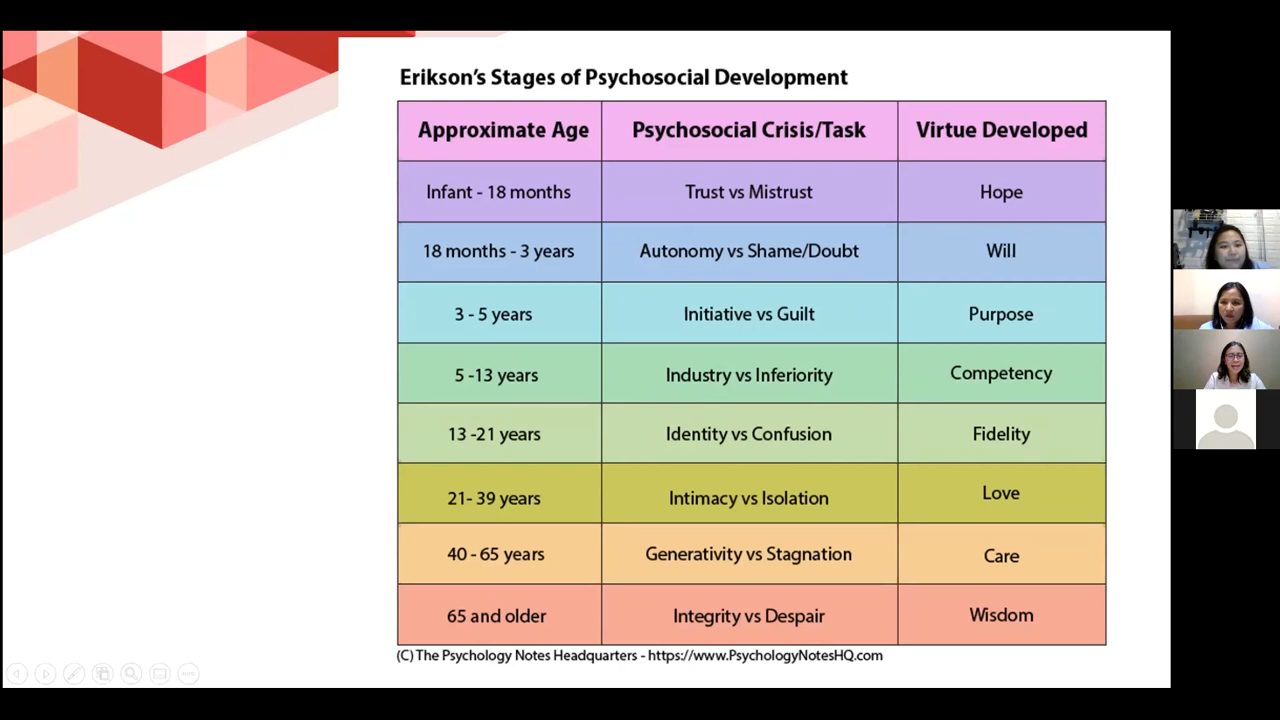 Erikson's Stages of Psychosocial Development
Approximate Age Psychosocial Crisis/Task Virtue Developed
Infant - 18 months Trust vs Mistrust Hope
18 months - 3 years Autonomy vs Shame/Doubt Will
3 - 5 years Initiative vs Guilt Purpose
5 -13 years Industry vs Inferiority Competency
13 -21 years Identity vs Confusion Fidelity
21- 39 years Intimacy vs Isolation Love
40 - 65 years Generativity vs Stagnation Care
65 and older Integrity vs Despair Wisdom
(C) The Psychology Notes Headquarters - https://www.PsychologyNotesHQ.com